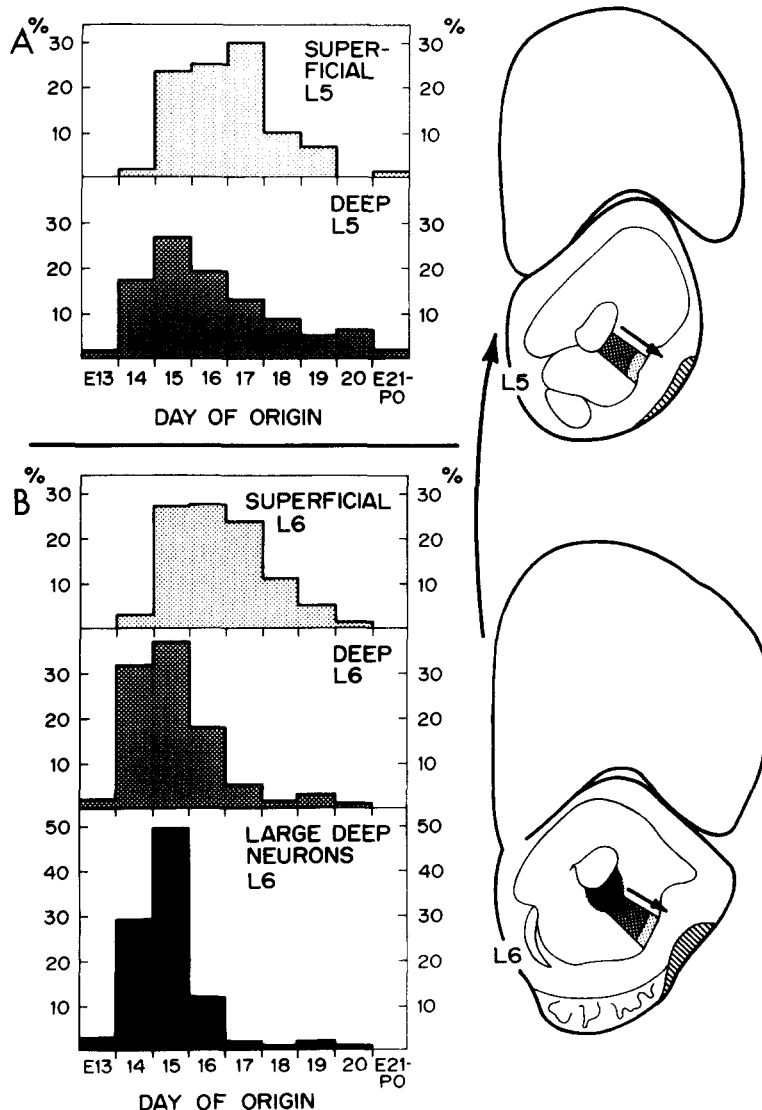 A
%
%
SUPER-
FICIAL
L5
30
20
10
30
20
10
DEEP
L5
30
20
10
30
20
10
E13 14 15 16 17 18 19 20 E21-
P0
DAY OF ORIGIN
L5
B
%
%
SUPERFICIAL
L6
30
20
10
30
20
10
DEEP
L6
30
20
10
30
20
10
LARGE DEEP
NEURONS
L6
50
40
30
20
10
50
40
30
20
10
E13 14 15 16 17 18 19 20 E21-
P0
DAY OF ORIGIN
L6